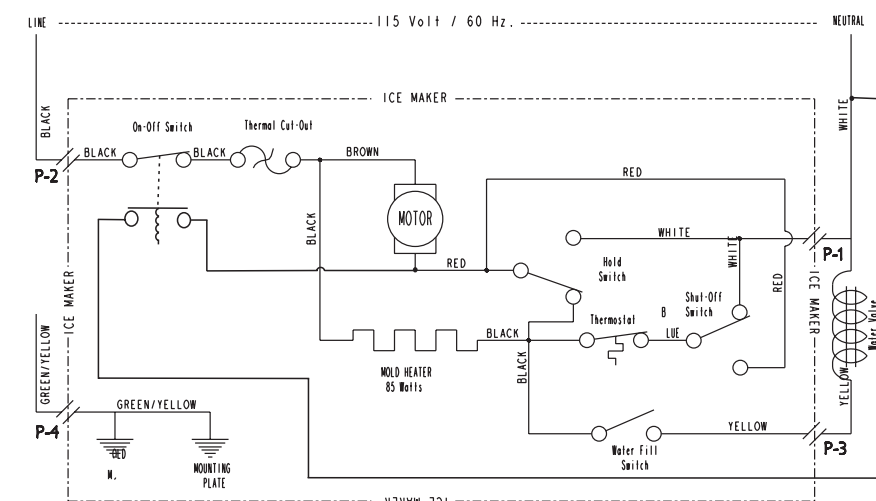 LINE 115 Volt / 60 Hz. NEUTRAL
ICE MAKER
BLACK
WHITE
On-Off Switch
Thermal Cut-Out
BLACK
BLACK
BROWN
P-2
RED
MOTOR
BLACK
WHITE
WHITE
P-1
RED
Hold
Switch
RED
ICE MAKER
ICE MAKER
Shut-Off
Switch
Thermostat
B
LUE
BLACK
BLACK
Water Valve
MOLD HEATER
85 Watts
GREEN/YELLOW
YELLOW
GREEN/YELLOW
P-4
YELLOW
P-3
Water Fill
Switch
M.
MOUNTING
PLATE
ICE MAKER